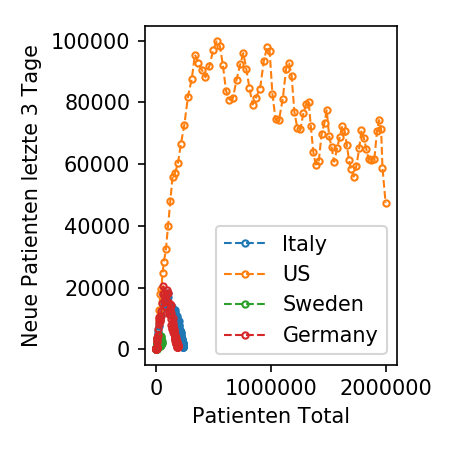 100000
80000
60000
40000
20000
0
Neue Patienten letzte 3 Tage
Italy
US
Sweden
Germany
0 1000000 2000000
Patienten Total